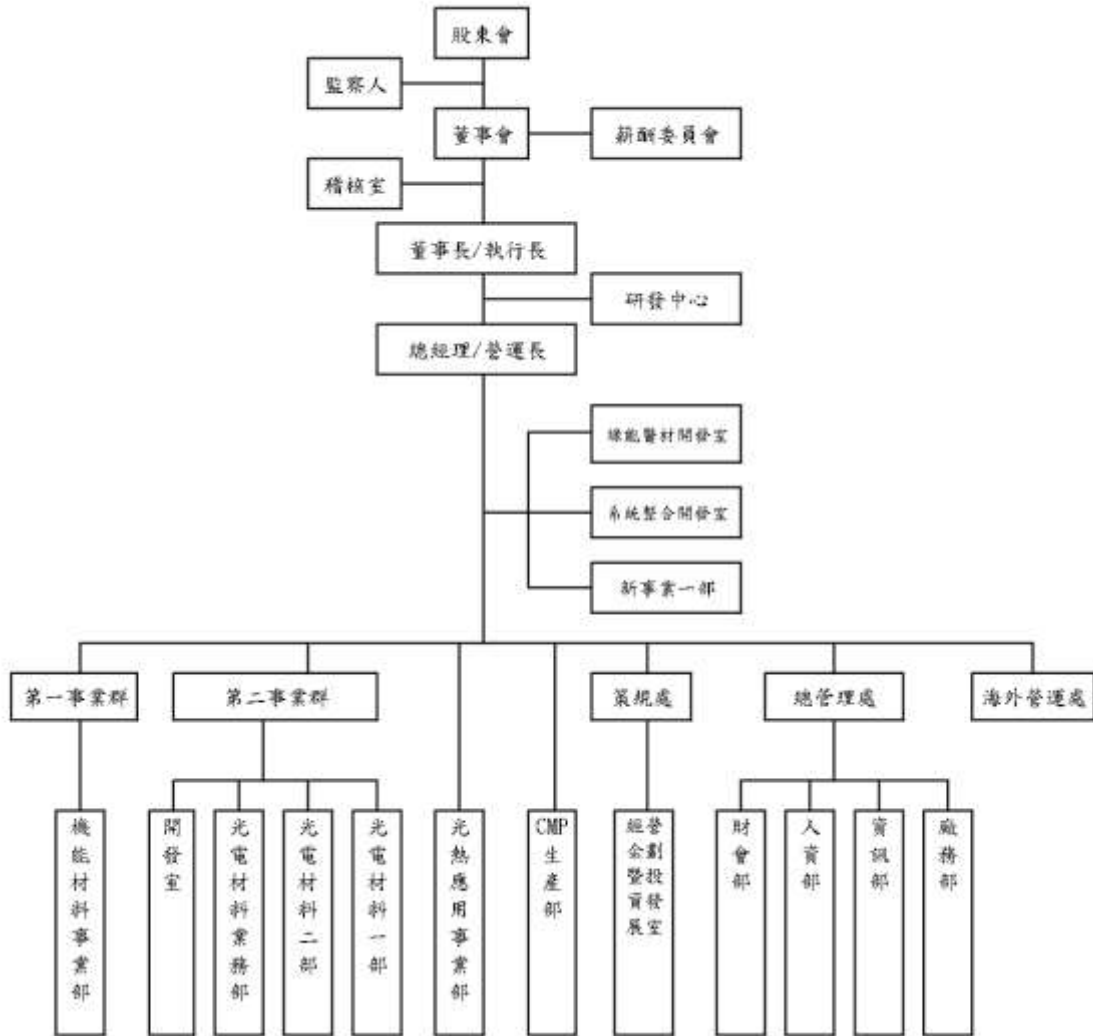 股東會
監察人
董事會
薪酬委員會
稽核室
董事長/執行長
研發中心
總經理/營運長
綠能醫材開發室
系統整合開發室
新事業一部
第一事業群
第二事業群
策規處
總管理處
海外營運處
機能材料事業部
開發室
光電材料業務部
光電材料二部
光電材料一部
光熱應用事業部
CMP生產部
經營企劃暨投資發展室
財會部
人資部
資訊部
廠務部